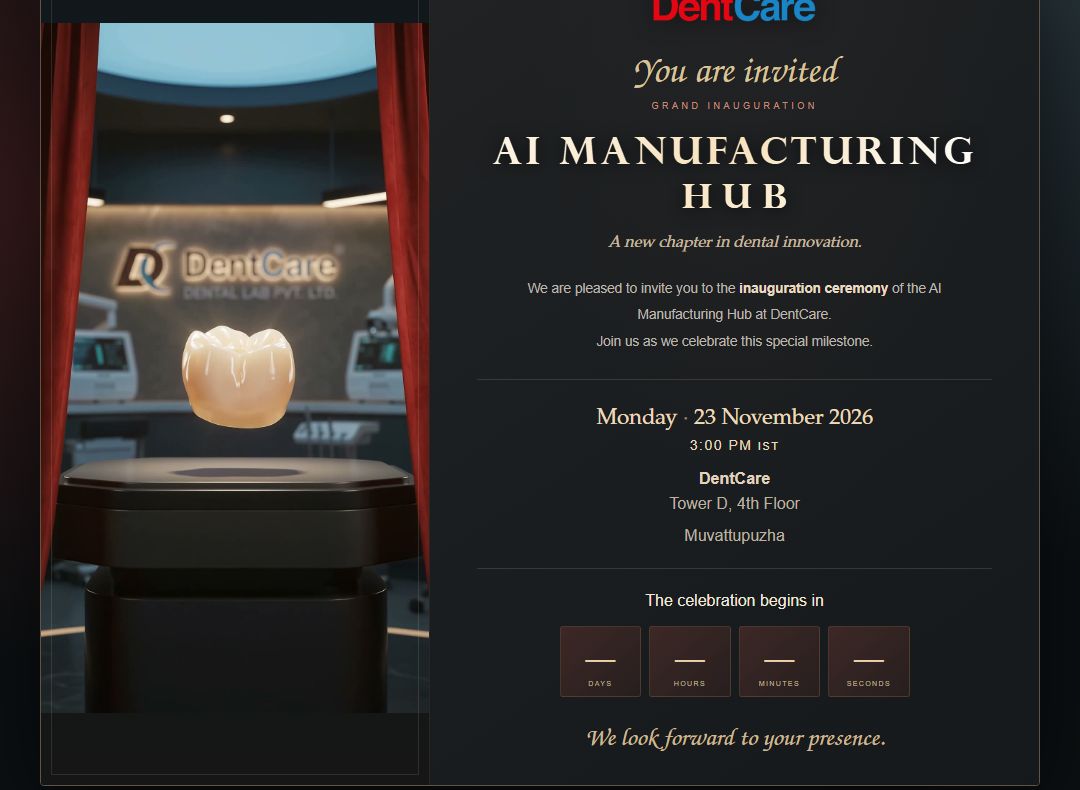 DentCare
DENTAL LAB PVT. LTD.
DentCare
You are invited
GRAND INAUGURATION
AI MANUFACTURING
HUB
A new chapter in dental innovation.
We are pleased to invite you to the inauguration ceremony of the AI
Manufacturing Hub at DentCare.
Join us as we celebrate this special milestone.
Monday · 23 November 2026
3:00 PM IST
DentCare
Tower D, 4th Floor
Muvattupuzha
The celebration begins in
— — — —
DAYS HOURS MINUTES SECONDS
We look forward to your presence.